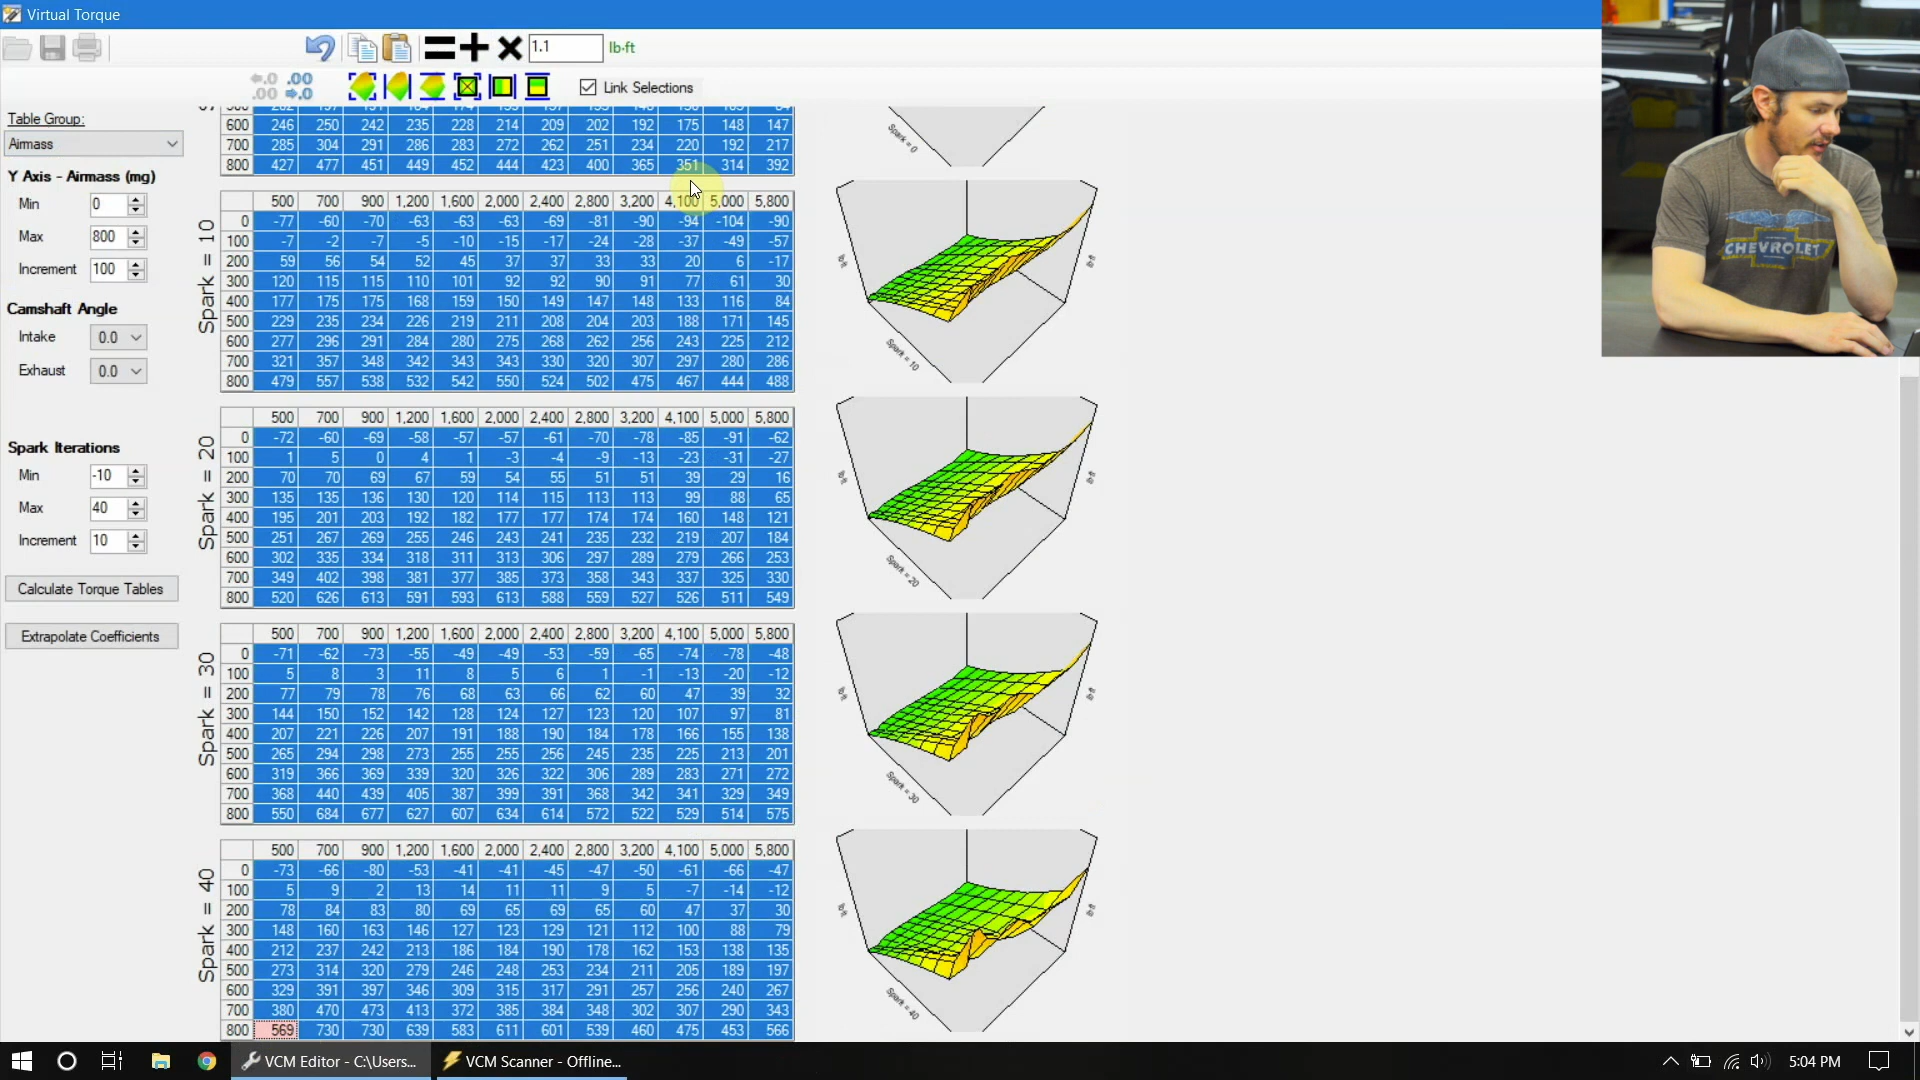 Virtual Torque
1.1 lb·ft
Link Selections
Table Group:
Airmass
Y Axis - Airmass (mg)
Min 0
Max 800
Increment 100
Camshaft Angle
Intake 0.0
Exhaust 0.0
Spark Iterations
Min -10
Max 40
Increment 10
Calculate Torque Tables
Extrapolate Coefficients
600 246 250 242 235 228 214 209 202 192 175 148 147
700 285 304 291 286 283 272 262 251 234 220 192 217
800 427 477 451 449 452 444 423 400 365 351 314 392
Spark = 0
Spark = 10
500 700 900 1,200 1,600 2,000 2,400 2,800 3,200 4,100 5,000 5,800
0 -77 -60 -70 -63 -63 -63 -69 -81 -90 -94 -104 -90
100 -7 -2 -7 -5 -10 -15 -17 -24 -28 -37 -49 -57
200 59 56 54 52 45 37 37 33 33 20 6 -17
300 120 115 115 110 101 92 92 90 91 77 61 30
400 177 175 175 168 159 150 149 147 148 133 116 84
500 229 235 234 226 219 211 208 204 203 188 171 145
600 277 296 291 284 280 275 268 262 256 243 225 212
700 321 357 348 342 343 343 330 320 307 297 280 286
800 479 557 538 532 542 550 524 502 475 467 444 488
Spark = 10
Spark = 20
500 700 900 1,200 1,600 2,000 2,400 2,800 3,200 4,100 5,000 5,800
0 -72 -60 -69 -58 -57 -57 -61 -70 -78 -85 -91 -62
100 1 5 0 4 1 -3 -4 -9 -13 -23 -31 -27
200 70 70 69 67 59 54 55 51 51 39 29 16
300 135 135 136 130 120 114 115 113 113 99 88 65
400 195 201 203 192 182 177 177 174 174 160 148 121
500 251 267 269 255 246 243 241 235 232 219 207 184
600 302 335 334 318 311 313 306 297 289 279 266 253
700 349 402 398 381 377 385 373 358 343 337 325 330
800 520 626 613 591 593 613 588 559 527 526 511 549
Spark = 20
Spark = 30
500 700 900 1,200 1,600 2,000 2,400 2,800 3,200 4,100 5,000 5,800
0 -71 -62 -73 -55 -49 -49 -53 -59 -65 -74 -78 -48
100 5 8 3 11 8 5 6 1 -1 -13 -20 -12
200 77 79 78 76 68 63 66 62 60 47 39 32
300 144 150 152 142 128 124 127 123 120 107 97 81
400 207 221 226 207 191 188 190 184 178 166 155 138
500 265 294 298 273 255 255 256 245 235 225 213 201
600 319 366 369 339 320 326 322 306 289 283 271 272
700 368 440 439 405 387 399 391 368 342 341 329 349
800 550 684 677 627 607 634 614 572 522 529 514 575
Spark = 30
Spark = 40
500 700 900 1,200 1,600 2,000 2,400 2,800 3,200 4,100 5,000 5,800
0 -73 -66 -80 -53 -41 -41 -45 -47 -50 -61 -66 -47
100 5 9 2 13 14 11 11 9 5 -7 -14 -12
200 78 84 83 80 69 65 69 65 60 47 37 30
300 148 160 163 146 127 123 129 121 112 100 88 79
400 212 237 242 213 186 184 190 178 162 153 138 135
500 273 314 320 279 246 248 253 234 211 205 189 197
600 329 391 397 346 309 315 317 291 257 256 240 267
700 380 470 473 413 372 385 384 348 302 307 290 343
800 569 730 730 639 583 611 601 539 460 475 453 566
Spark = 40
CHEVROLET
VCM Editor - C:\Users...
VCM Scanner - Offline...
5:04 PM